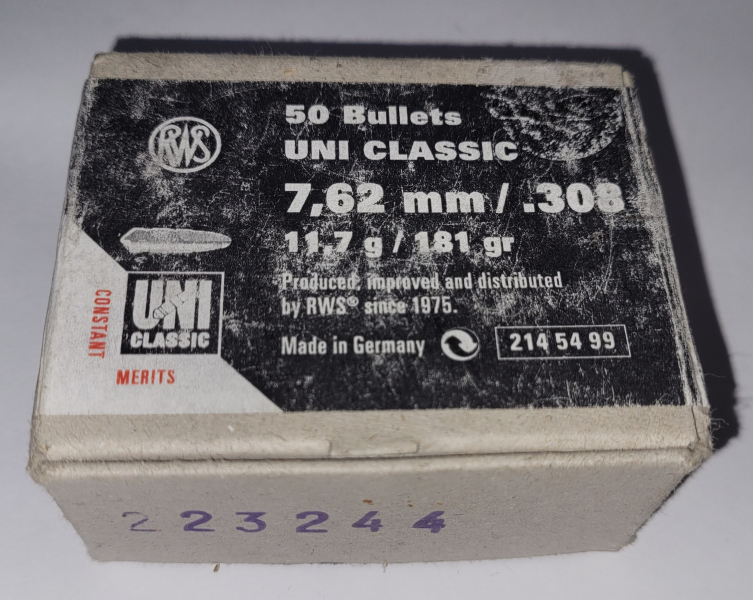 RWS
50 Bullets
UNI CLASSIC
7,62 mm / .308
11,7 g / 181 gr
Produced, improved and distributed
by RWS® since 1975.
Made in Germany
214 54 99
UNI
CLASSIC
CONSTANT
MERITS
223244